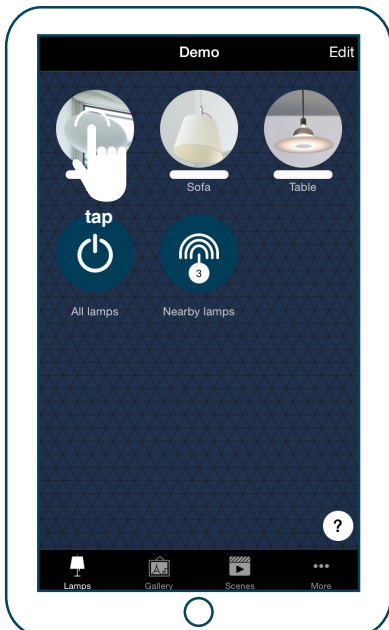 Demo Edit
Sofa Table
tap
3
All lamps Nearby lamps
?
Lamps Gallery Scenes More